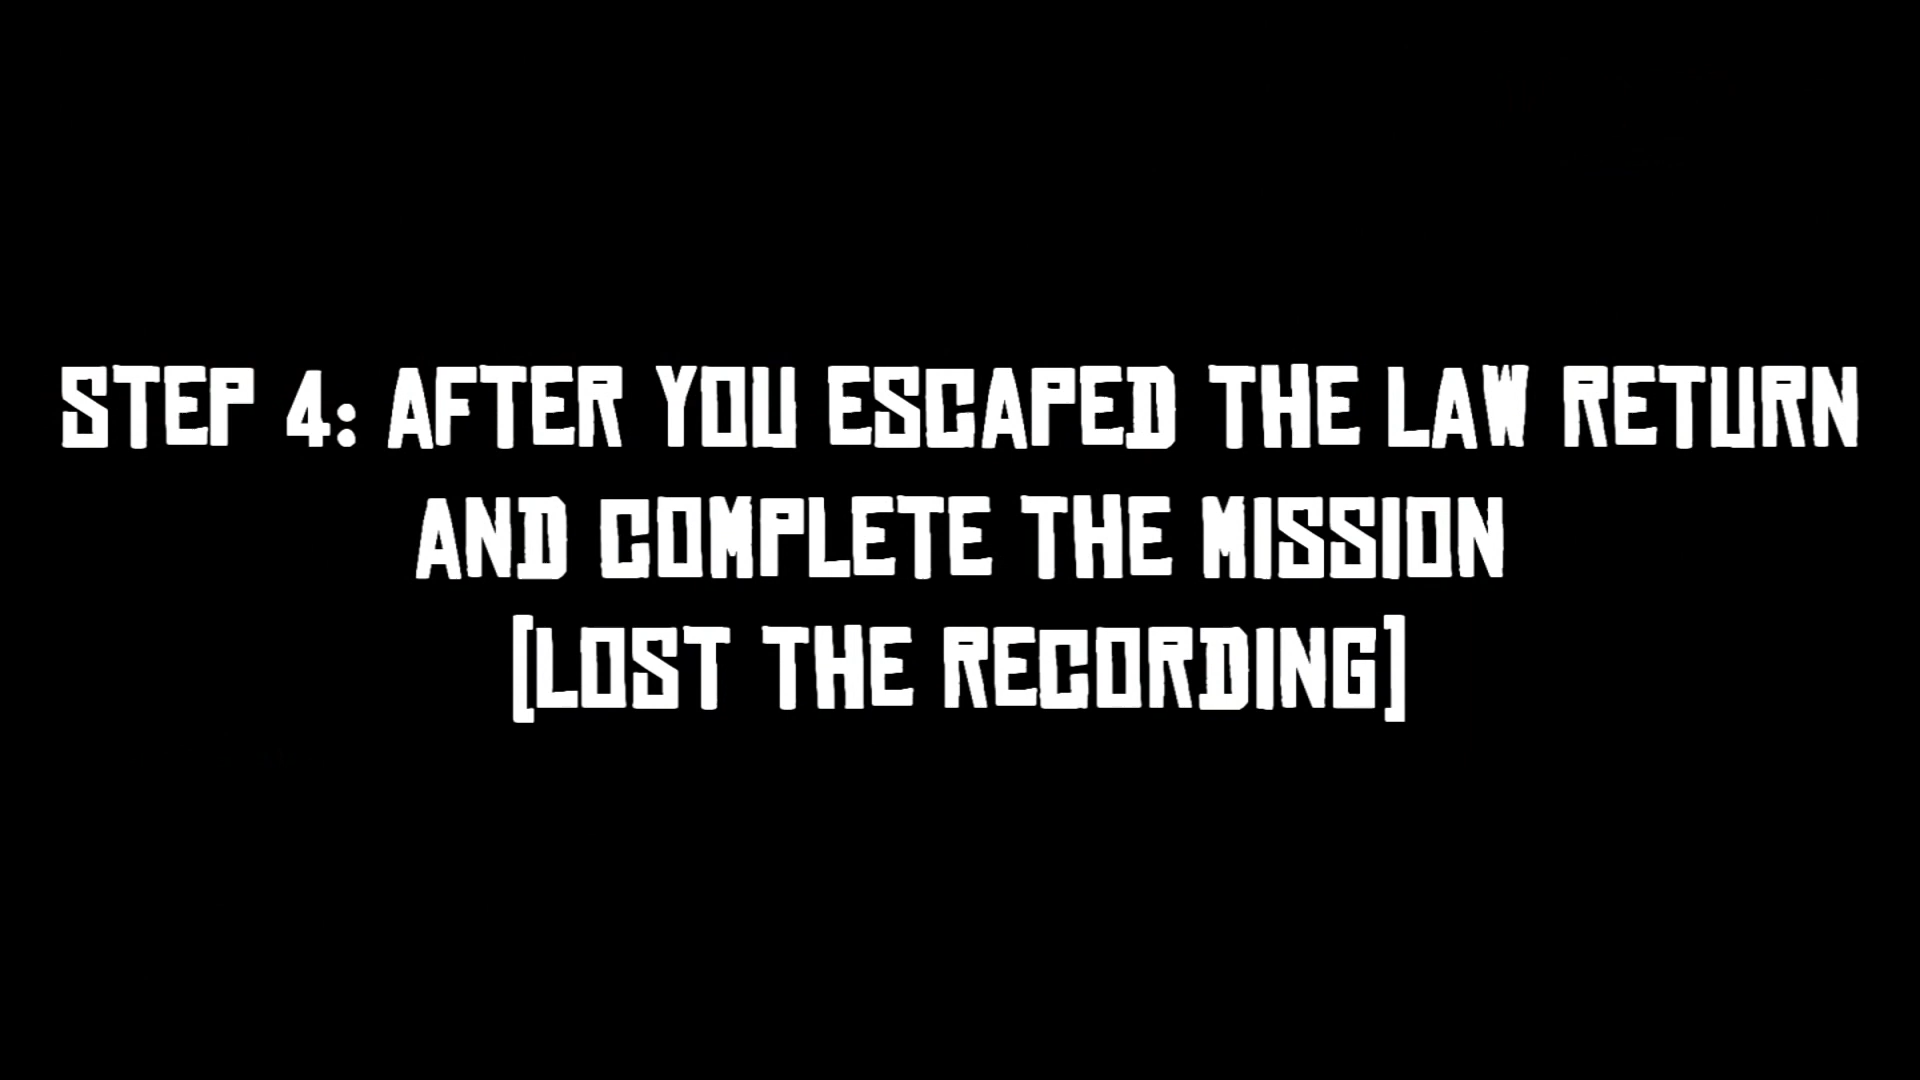 STEP 4: AFTER YOU ESCAPED THE LAW RETURN
AND COMPLETE THE MISSION
[LOST THE RECORDING]